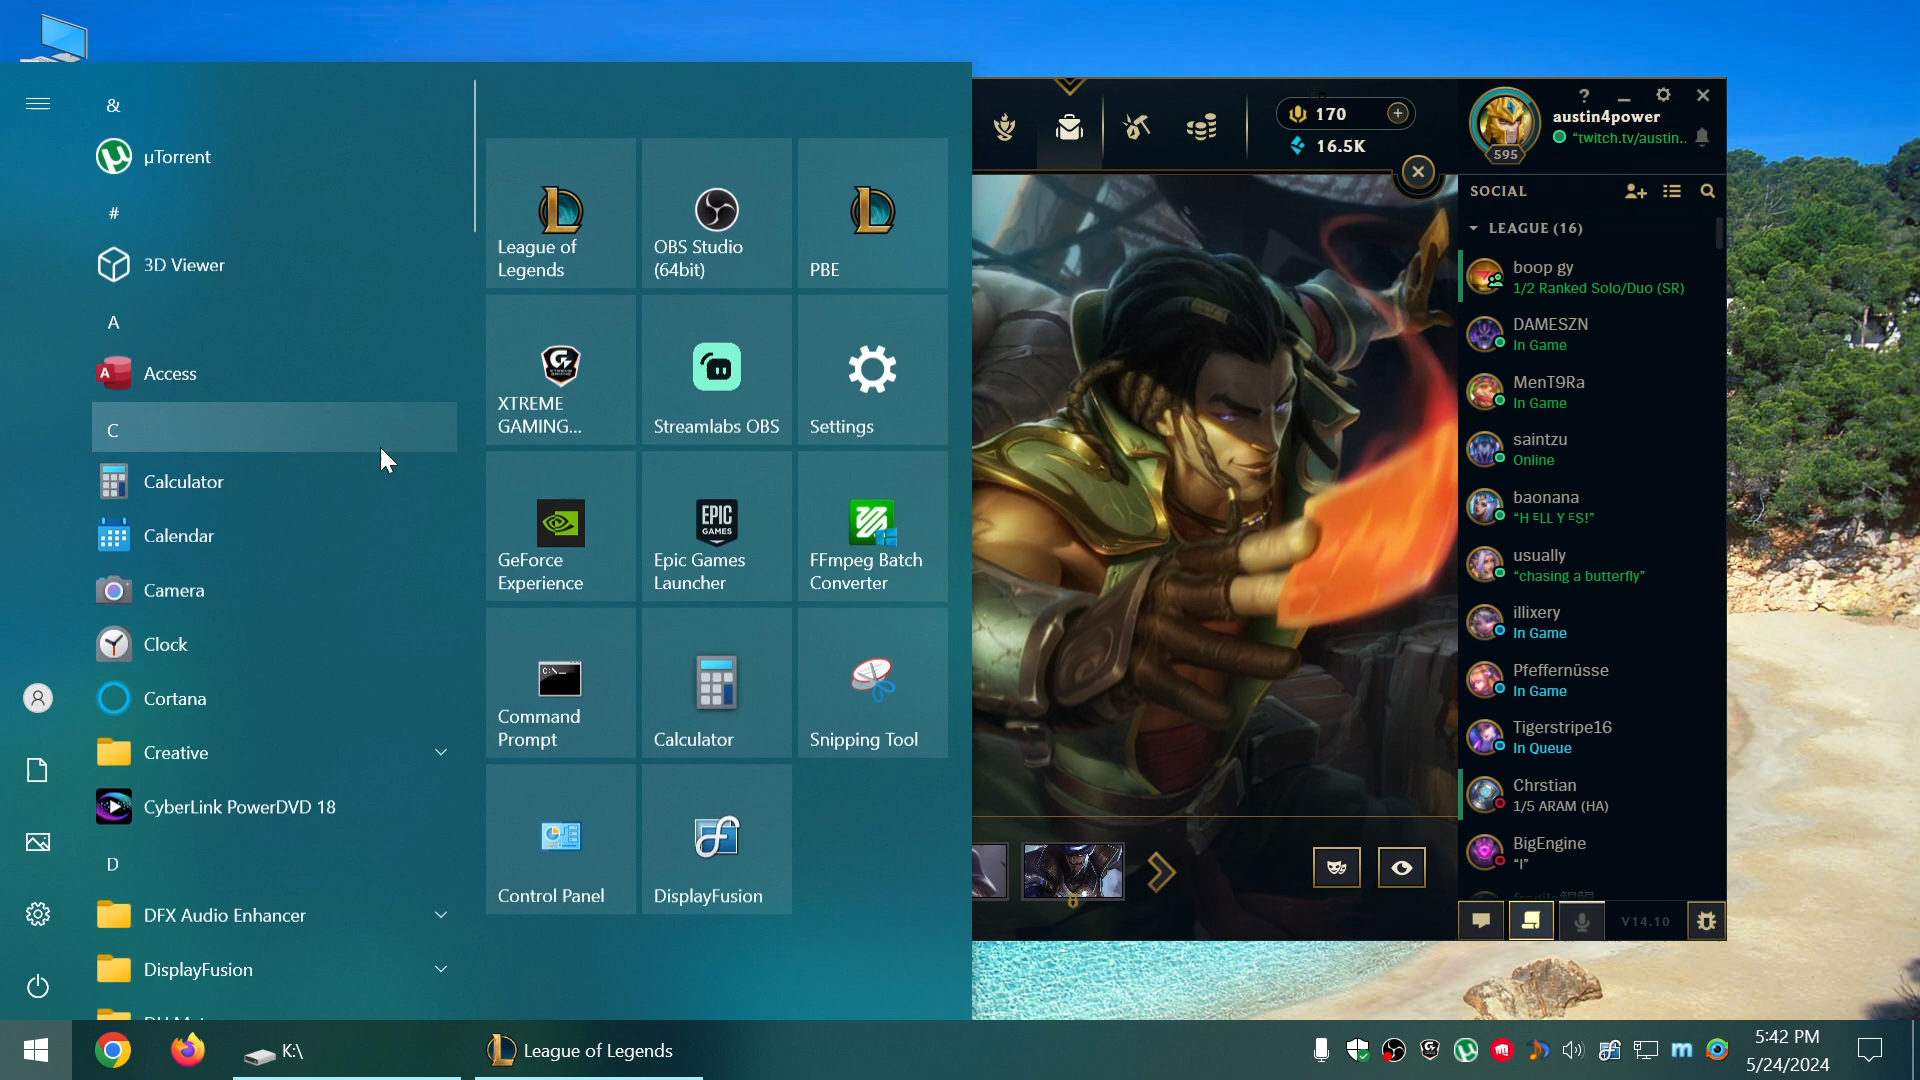 &
µTorrent
#
3D Viewer
A
Access
C
Calculator
Calendar
Camera
Clock
Cortana
Creative
CyberLink PowerDVD 18
D
DFX Audio Enhancer
DisplayFusion
League of
Legends
OBS Studio
(64bit)
PBE
XTREME
GAMING...
Streamlabs OBS
Settings
GeForce
Experience
EPIC
GAMES
Epic Games
Launcher
FFmpeg Batch
Converter
C:\_
Command
Prompt
Calculator
Snipping Tool
Control Panel
DisplayFusion
170
16.5K
595
austin4power
“twitch.tv/austin..
SOCIAL
LEAGUE (16)
boop gy
1/2 Ranked Solo/Duo (SR)
DAMESZN
In Game
MenT9Ra
In Game
saintzu
Online
baonana
“H ᴱLL Y ᴱS!”
usually
“chasing a butterfly”
illixery
In Game
Pfeffernüsse
In Game
Tigerstripe16
In Queue
Chrstian
1/5 ARAM (HA)
BigEngine
“I”
V14.10
K:\
League of Legends
5:42 PM
5/24/2024